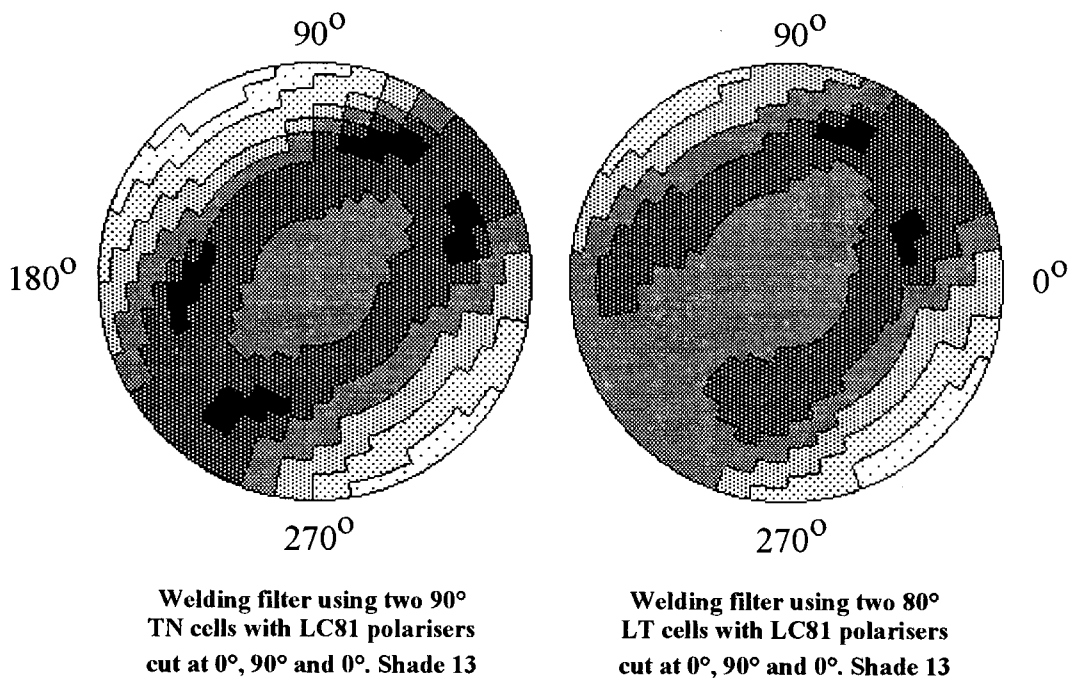 90°
90°
180°
0°
270°
270°
Welding filter using two 90°
TN cells with LC81 polarisers
cut at 0°, 90° and 0°. Shade 13
Welding filter using two 80°
LT cells with LC81 polarisers
cut at 0°, 90° and 0°. Shade 13